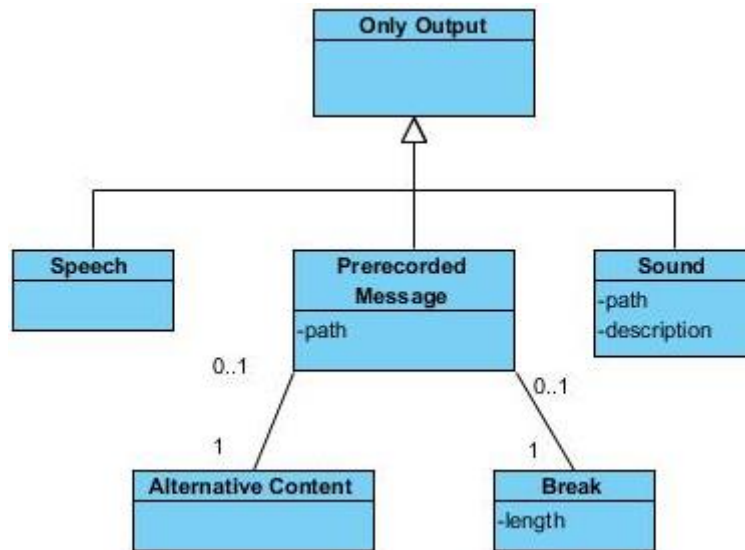 Only Output
Speech
Prerecorded
Message
-path
Sound
-path
-description
0..1
0..1
1
1
Alternative Content
Break
-length